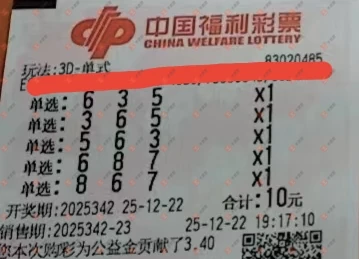 中国福利彩票
CHINA WELFARE LOTTERY
玩法:3D-单式 83020485
单选: 6 3 5 X1
单选: 3 6 5 X1
单选: 5 6 3 X1
单选: 6 8 7 X1
单选: 8 6 7 X1
合计:10元
开奖期:2025342 25-12-22
销售期:2025342-23 25-12-22 19:17:10
您本次购彩为公益金贡献了3.40